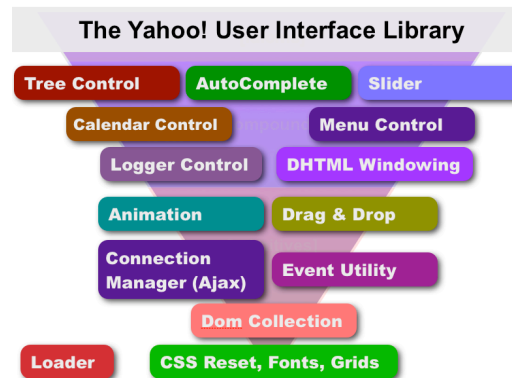 The Yahoo! User Interface Library
Tree Control
AutoComplete
Slider
Calendar Control
Menu Control
Logger Control
DHTML Windowing
Animation
Drag & Drop
Connection
Manager (Ajax)
Event Utility
Dom Collection
Loader
CSS Reset, Fonts, Grids